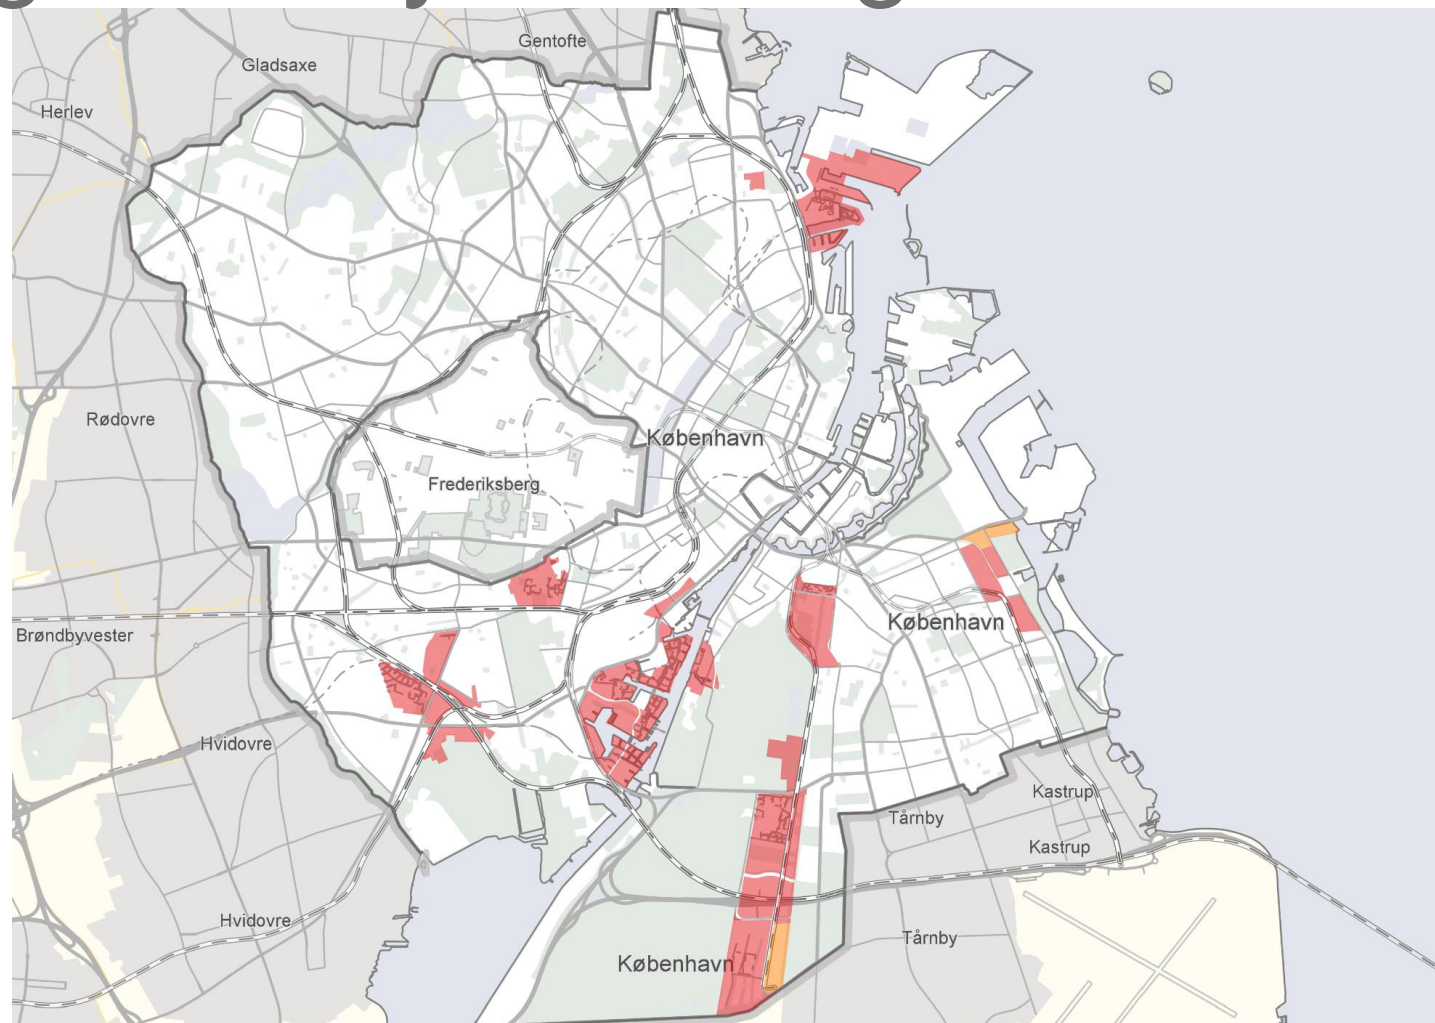 Gentofte
Gladsaxe
Herlev
Rødovre
København
Frederiksberg
København
Brøndbyvester
Hvidovre
Kastrup
Tårnby
Kastrup
Hvidovre
Tårnby
København